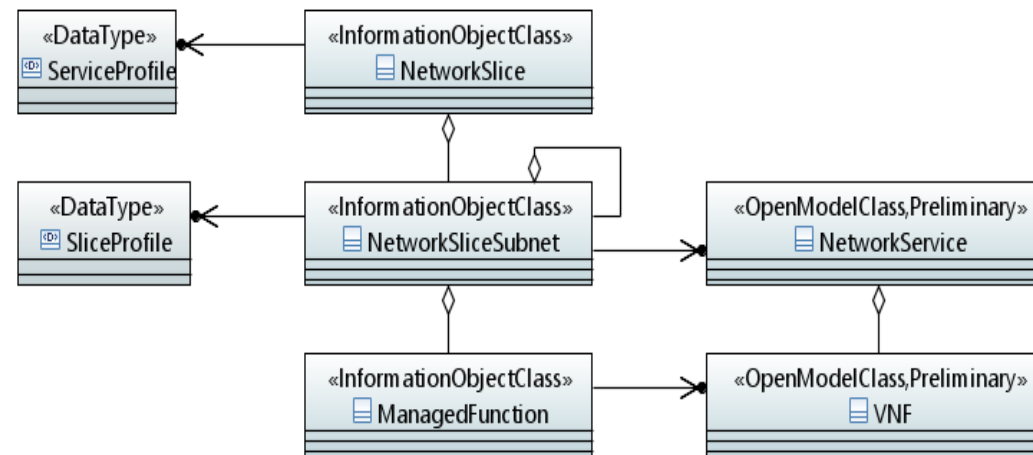 «DataType»
ServiceProfile
«InformationObjectClass»
NetworkSlice
«DataType»
SliceProfile
«InformationObjectClass»
NetworkSliceSubnet
«OpenModelClass,Preliminary»
NetworkService
«InformationObjectClass»
ManagedFunction
«OpenModelClass,Preliminary»
VNF